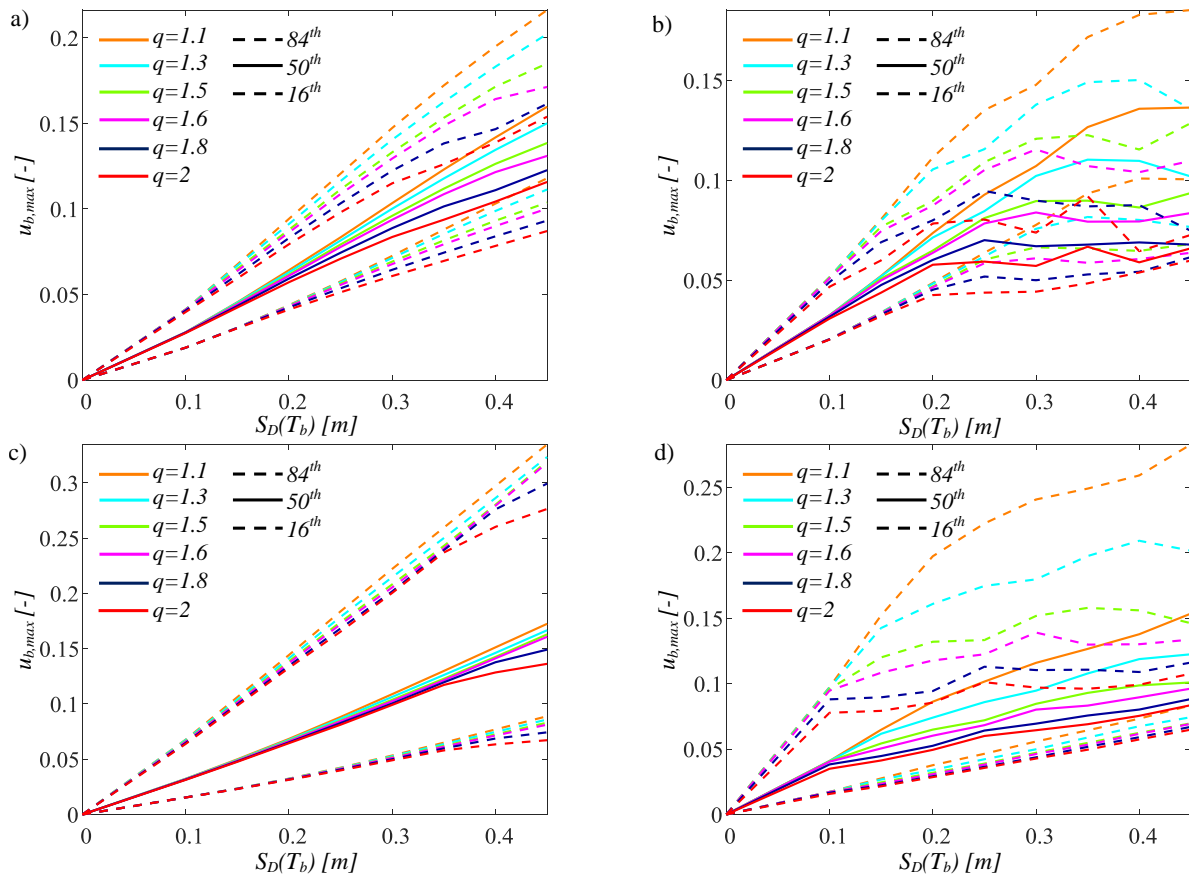 a)
q=1.1
q=1.3
q=1.5
q=1.6
q=1.8
q=2
84th
50th
16th
0.2
0.15
0.1
0.05
0
0
0.1
0.2
0.3
0.4
ub,max [-]
SD(Tb) [m]
b)
q=1.1
q=1.3
q=1.5
q=1.6
q=1.8
q=2
84th
50th
16th
0.15
0.1
0.05
0
0
0.1
0.2
0.3
0.4
ub,max [-]
SD(Tb) [m]
c)
q=1.1
q=1.3
q=1.5
q=1.6
q=1.8
q=2
84th
50th
16th
0.3
0.25
0.2
0.15
0.1
0.05
0
0
0.1
0.2
0.3
0.4
ub,max [-]
SD(Tb) [m]
d)
q=1.1
q=1.3
q=1.5
q=1.6
q=1.8
q=2
84th
50th
16th
0.25
0.2
0.15
0.1
0.05
0
0
0.1
0.2
0.3
0.4
ub,max [-]
SD(Tb) [m]